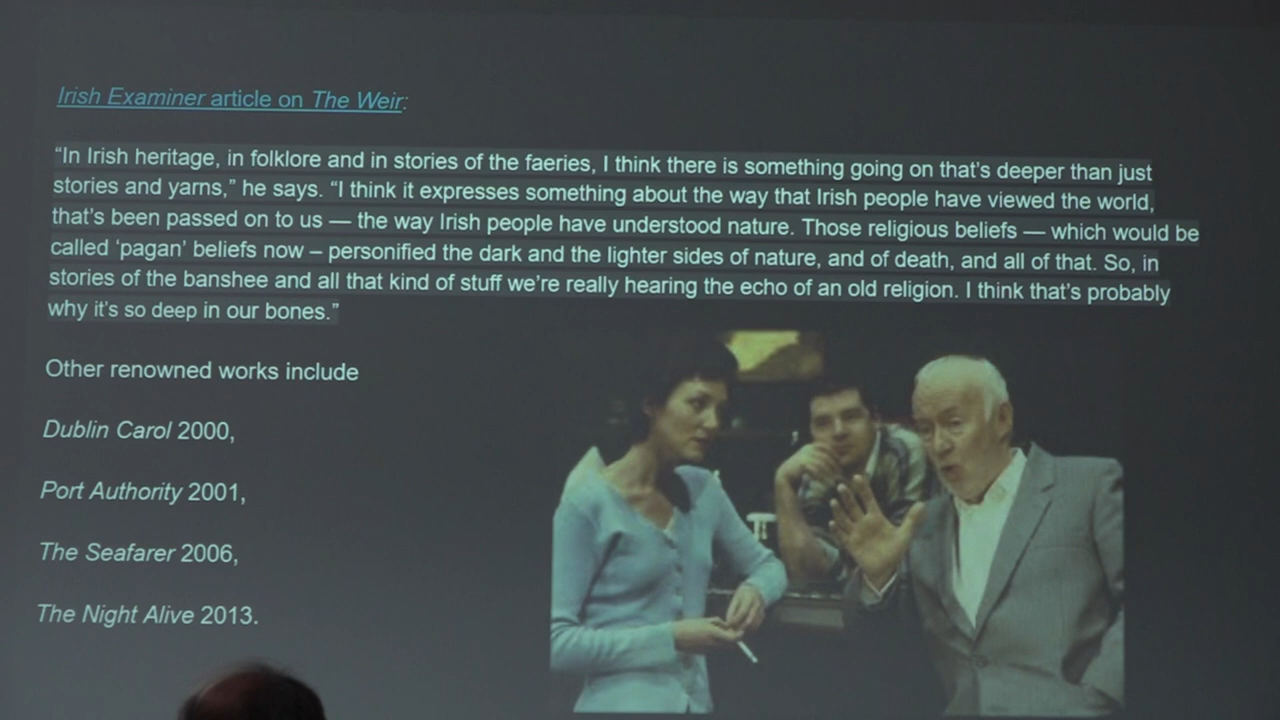 Irish Examiner article on The Weir:
“In Irish heritage, in folklore and in stories of the faeries, I think there is something going on that’s deeper than just
stories and yarns,” he says. “I think it expresses something about the way that Irish people have viewed the world,
that’s been passed on to us — the way Irish people have understood nature. Those religious beliefs — which would be
called ‘pagan’ beliefs now – personified the dark and the lighter sides of nature, and of death, and all of that. So, in
stories of the banshee and all that kind of stuff we’re really hearing the echo of an old religion. I think that’s probably
why it’s so deep in our bones.”
Other renowned works include
Dublin Carol 2000,
Port Authority 2001,
The Seafarer 2006,
The Night Alive 2013.